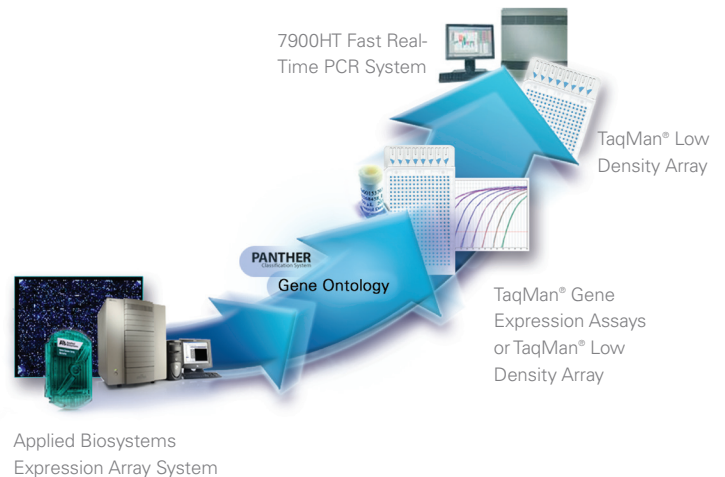 7900HT Fast Real-
Time PCR System
TaqMan® Low
Density Array
PANTHER
Classification System
Gene Ontology
TaqMan® Gene
Expression Assays
or TaqMan® Low
Density Array
Applied Biosystems
Expression Array System